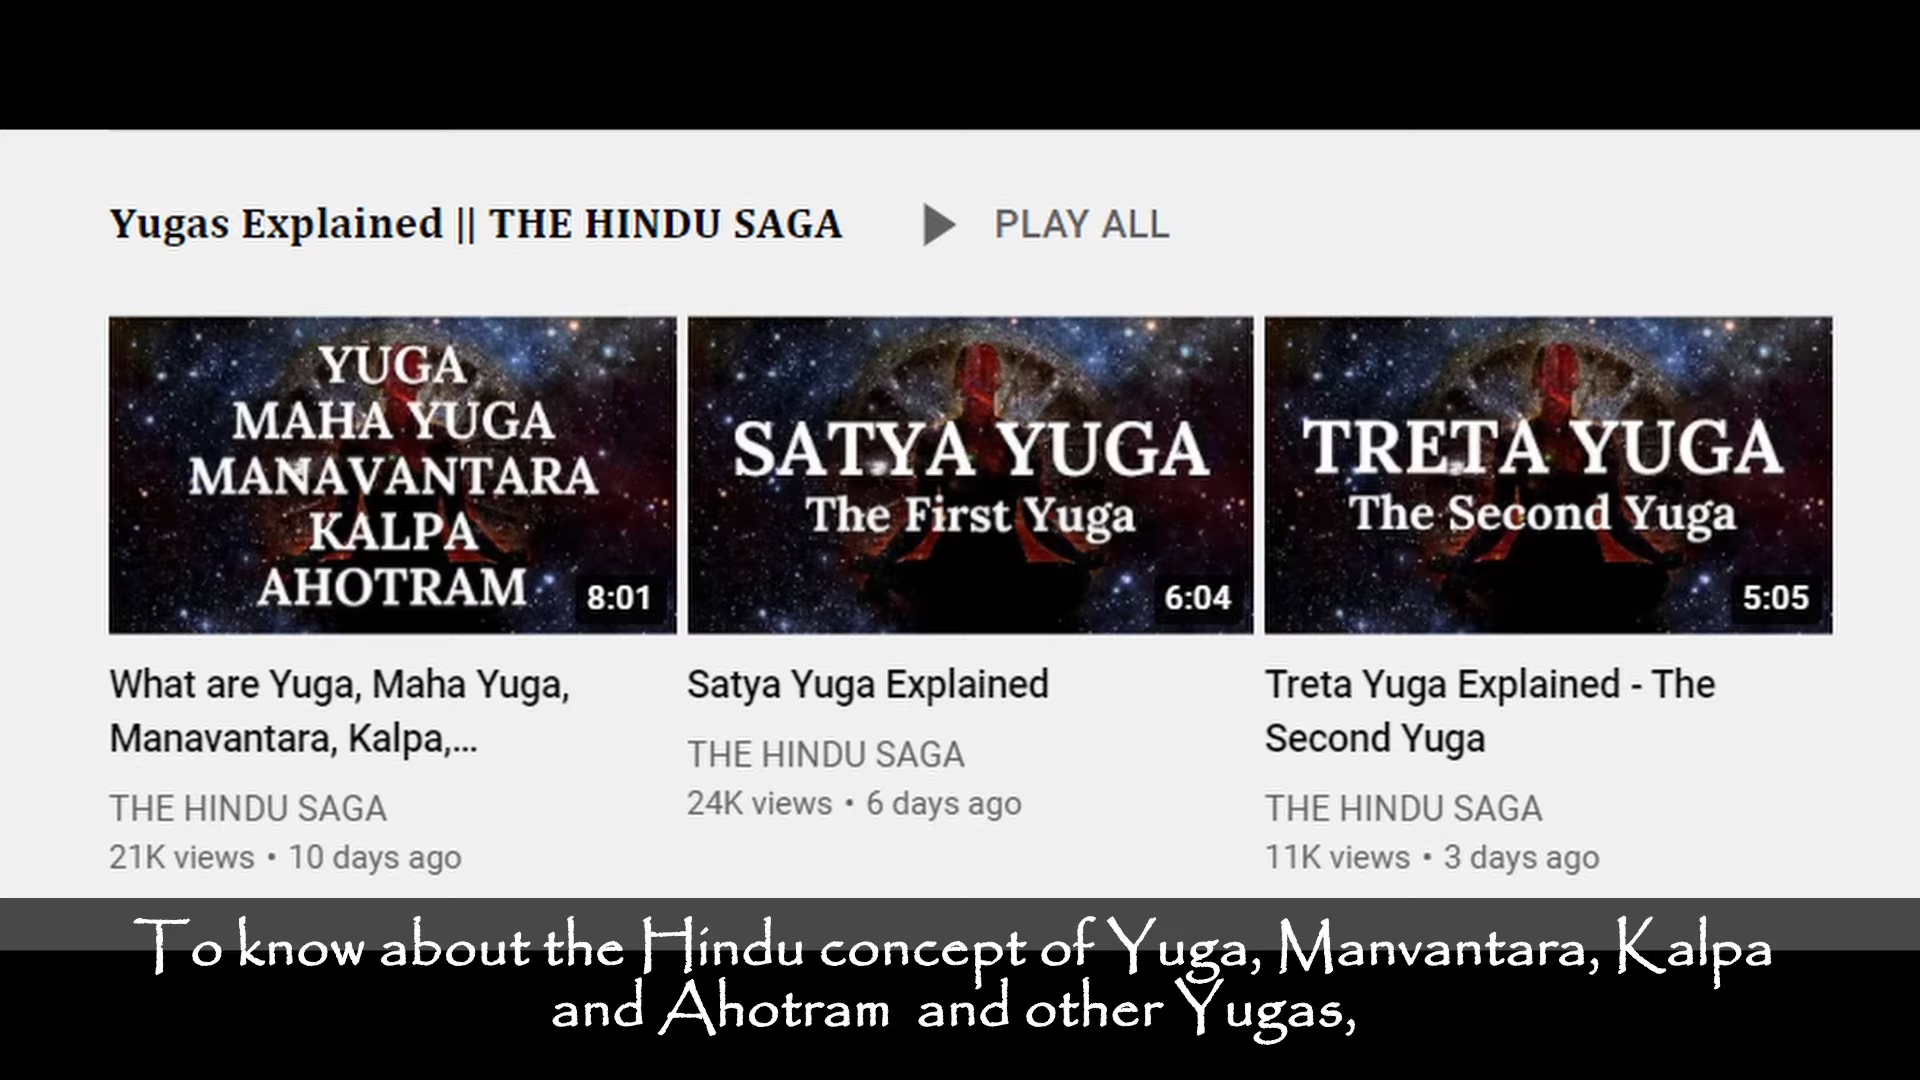 Yugas Explained || THE HINDU SAGA
PLAY ALL
YUGA
MAHA YUGA
MANAVANTARA
KALPA
AHOTRAM
8:01
SATYA YUGA
The First Yuga
6:04
TRETA YUGA
The Second Yuga
5:05
What are Yuga, Maha Yuga,
Manavantara, Kalpa,...
THE HINDU SAGA
21K views • 10 days ago
Satya Yuga Explained
THE HINDU SAGA
24K views • 6 days ago
Treta Yuga Explained - The
Second Yuga
THE HINDU SAGA
11K views • 3 days ago
To know about the Hindu concept of Yuga, Manvantara, Kalpa
and Ahotram and other Yugas,